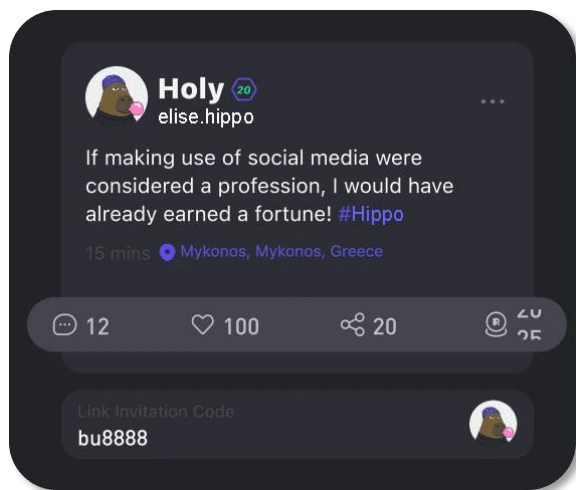 Holy 20
elise.hippo
If making use of social media were
considered a profession, I would have
already earned a fortune! #Hippo
15 mins Mykonos, Mykonos, Greece
12 100 20
Link Invitation Code
bu8888